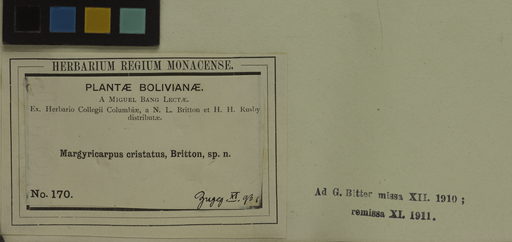 HERBARIUM REGIUM MONACENSE.
PLANTÆ BOLIVIANÆ.
A MIGUEL BANG LECTÆ.
Ex. Herbario Collegii Columbiæ, a N. L. Britton et H. H. Rusby
distributæ.
Margyricarpus cristatus, Britton, sp. n.
No. 170.
XI.
Ad G. Bitter missa XII. 1910 ;
remissa XI. 1911.